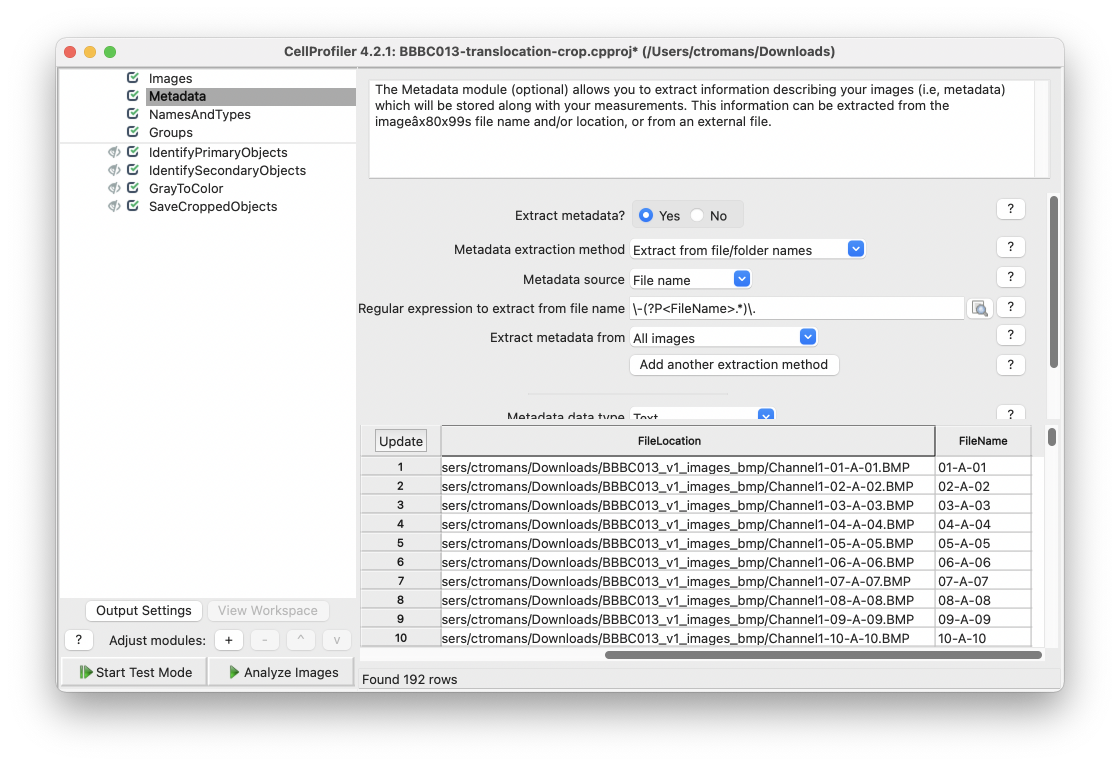 CellProfiler 4.2.1: BBBC013-translocation-crop.cpproj* (/Users/ctromans/Downloads)
Images
Metadata
NamesAndTypes
Groups
IdentifyPrimaryObjects
IdentifySecondaryObjects
GrayToColor
SaveCroppedObjects
Output Settings View Workspace
? Adjust modules: + - ^ v
Start Test Mode Analyze Images
The Metadata module (optional) allows you to extract information describing your images (i.e, metadata)
which will be stored along with your measurements. This information can be extracted from the
imageâx80x99s file name and/or location, or from an external file.
Extract metadata? Yes No ?
Metadata extraction method Extract from file/folder names ?
Metadata source File name ?
Regular expression to extract from file name \-(?P<FileName>.*)\. ?
Extract metadata from All images ?
Add another extraction method ?
Metadata data type Text ?
Update FileLocation FileName
1 sers/ctromans/Downloads/BBBC013_v1_images_bmp/Channel1-01-A-01.BMP 01-A-01
2 sers/ctromans/Downloads/BBBC013_v1_images_bmp/Channel1-02-A-02.BMP 02-A-02
3 sers/ctromans/Downloads/BBBC013_v1_images_bmp/Channel1-03-A-03.BMP 03-A-03
4 sers/ctromans/Downloads/BBBC013_v1_images_bmp/Channel1-04-A-04.BMP 04-A-04
5 sers/ctromans/Downloads/BBBC013_v1_images_bmp/Channel1-05-A-05.BMP 05-A-05
6 sers/ctromans/Downloads/BBBC013_v1_images_bmp/Channel1-06-A-06.BMP 06-A-06
7 sers/ctromans/Downloads/BBBC013_v1_images_bmp/Channel1-07-A-07.BMP 07-A-07
8 sers/ctromans/Downloads/BBBC013_v1_images_bmp/Channel1-08-A-08.BMP 08-A-08
9 sers/ctromans/Downloads/BBBC013_v1_images_bmp/Channel1-09-A-09.BMP 09-A-09
10 sers/ctromans/Downloads/BBBC013_v1_images_bmp/Channel1-10-A-10.BMP 10-A-10
Found 192 rows